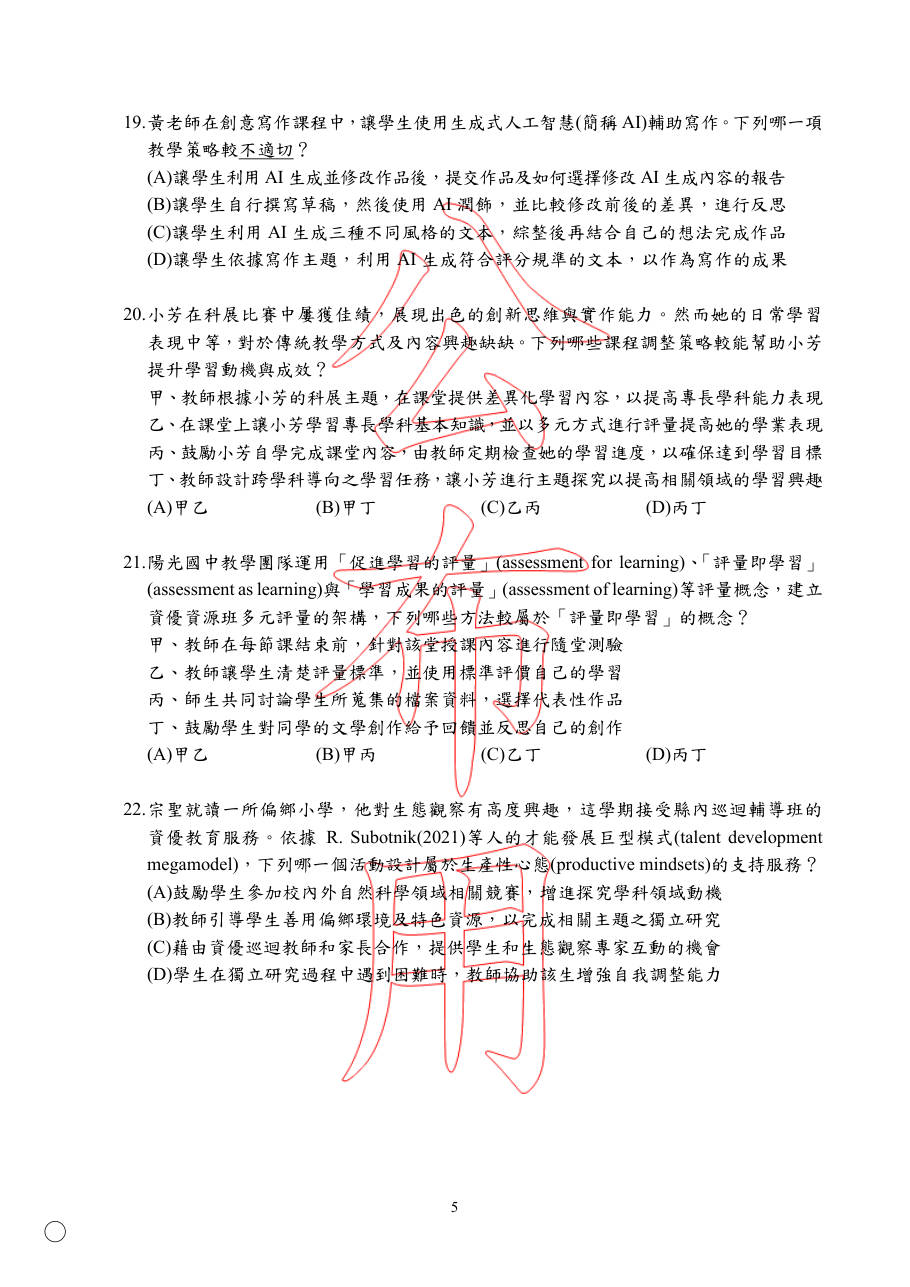 19.黃老師在創意寫作課程中，讓學生使用生成式人工智慧(簡稱 AI)輔助寫作。下列哪一項
教學策略較不適切？
(A)讓學生利用 AI 生成並修改作品後，提交作品及如何選擇修改 AI 生成內容的報告
(B)讓學生自行撰寫草稿，然後使用 AI 潤飾，並比較修改前後的差異，進行反思
(C)讓學生利用 AI 生成三種不同風格的文本，綜整後再結合自己的想法完成作品
(D)讓學生依據寫作主題，利用 AI 生成符合評分規準的文本，以作為寫作的成果
20.小芳在科展比賽中屢獲佳績，展現出色的創新思維與實作能力。然而她的日常學習
表現中等，對於傳統教學方式及內容興趣缺缺。下列哪些課程調整策略較能幫助小芳
提升學習動機與成效？
甲、教師根據小芳的科展主題，在課堂提供差異化學習內容，以提高專長學科能力表現
乙、在課堂上讓小芳學習專長學科基本知識，並以多元方式進行評量提高她的學業表現
丙、鼓勵小芳自學完成課堂內容，由教師定期檢查她的學習進度，以確保達到學習目標
丁、教師設計跨學科導向之學習任務，讓小芳進行主題探究以提高相關領域的學習興趣
(A)甲乙 (B)甲丁 (C)乙丙 (D)丙丁
21.陽光國中教學團隊運用「促進學習的評量」(assessment for learning)、「評量即學習」
(assessment as learning)與「學習成果的評量」(assessment of learning)等評量概念，建立
資優資源班多元評量的架構，下列哪些方法較屬於「評量即學習」的概念？
甲、教師在每節課結束前，針對該堂授課內容進行隨堂測驗
乙、教師讓學生清楚評量標準，並使用標準評價自己的學習
丙、師生共同討論學生所蒐集的檔案資料，選擇代表性作品
丁、鼓勵學生對同學的文學創作給予回饋並反思自己的創作
(A)甲乙 (B)甲丙 (C)乙丁 (D)丙丁
22.宗聖就讀一所偏鄉小學，他對生態觀察有高度興趣，這學期接受縣內巡迴輔導班的
資優教育服務。依據 R. Subotnik(2021)等人的才能發展巨型模式(talent development
megamodel)，下列哪一個活動設計屬於生產性心態(productive mindsets)的支持服務？
(A)鼓勵學生參加校內外自然科學領域相關競賽，增進探究學科領域動機
(B)教師引導學生善用偏鄉環境及特色資源，以完成相關主題之獨立研究
(C)藉由資優巡迴教師和家長合作，提供學生和生態觀察專家互動的機會
(D)學生在獨立研究過程中遇到困難時，教師協助該生增強自我調整能力
公布用
5